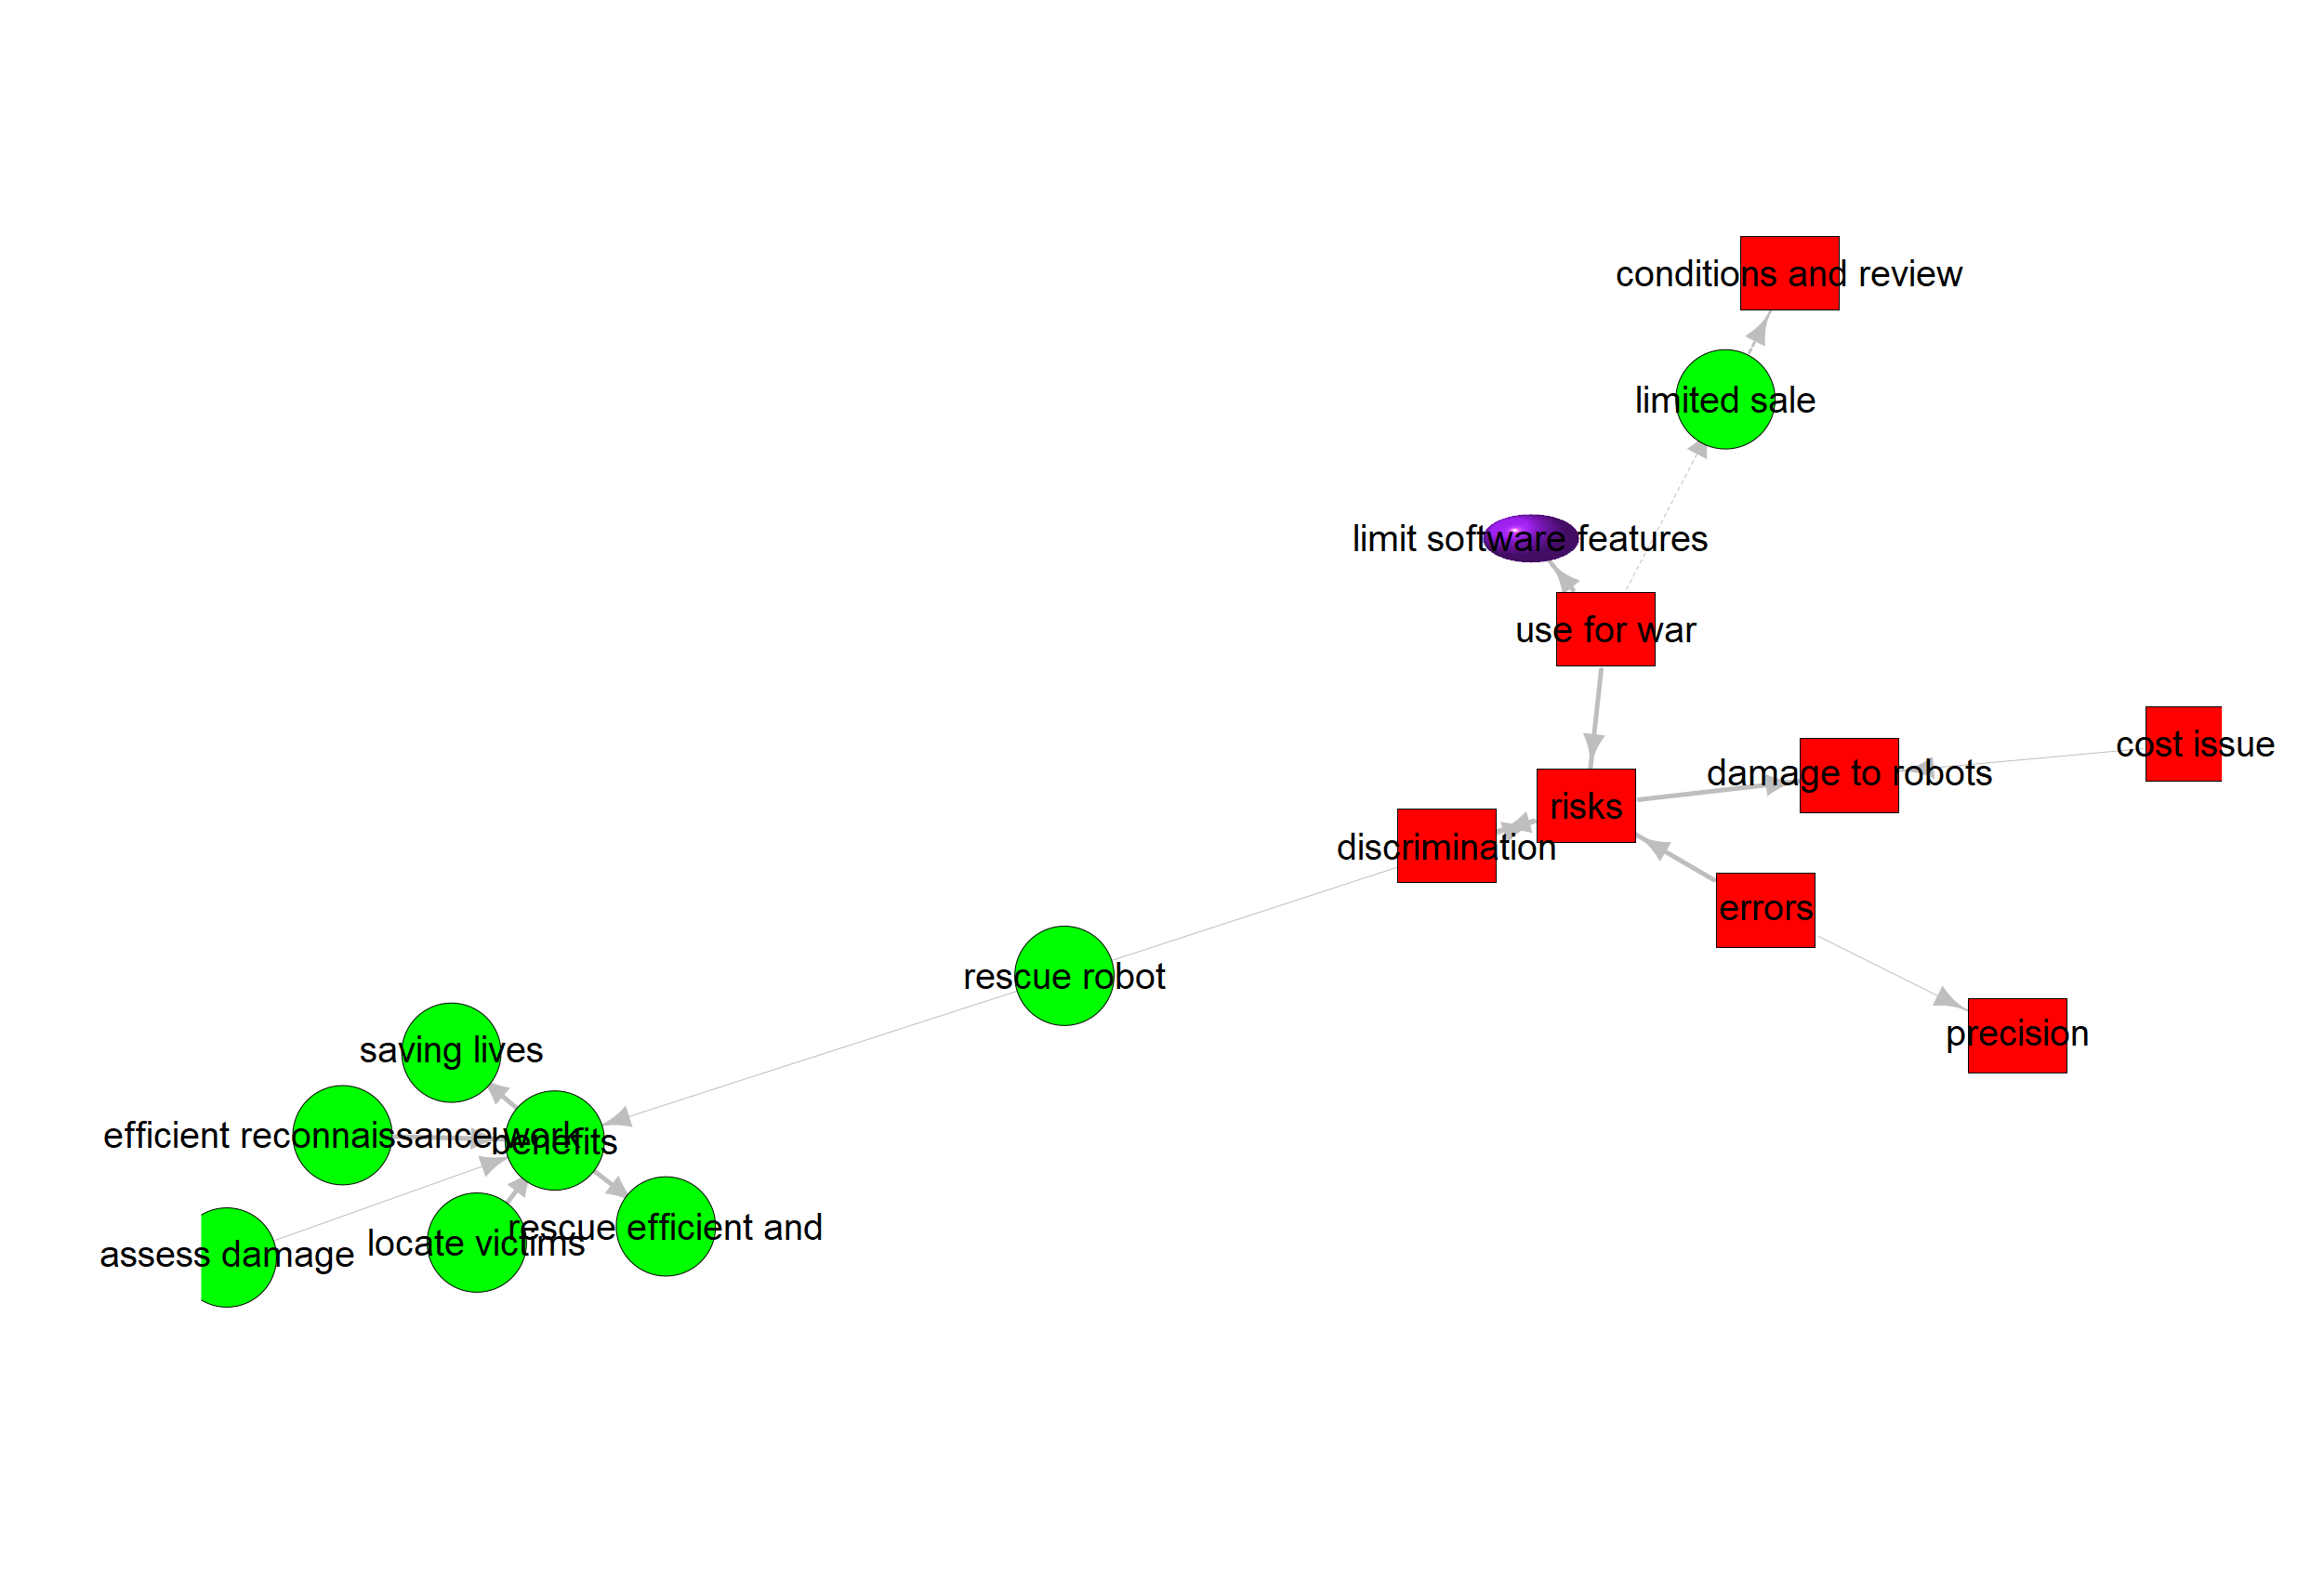 conditions and review
limited sale
limit software features
use for war
cost issue
damage to robots
risks
discrimination
errors
rescue robot
precision
saving lives
efficient reconnaissance work
benefits
rescue efficient and
locate victims
assess damage